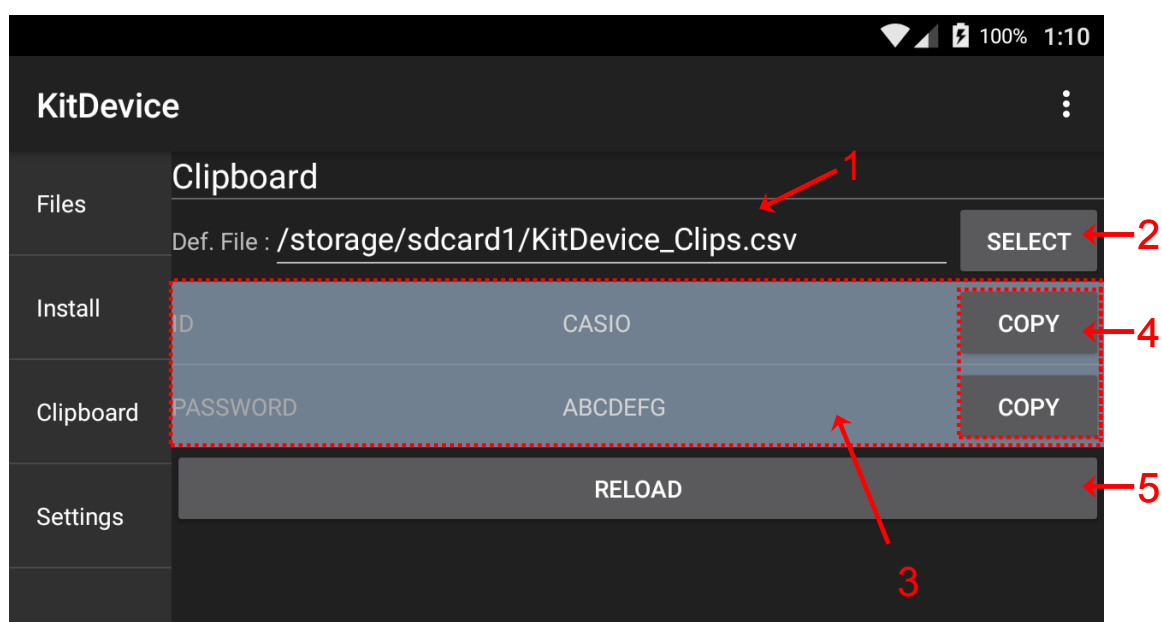 100% 1:10
KitDevice
Clipboard
1
Files
Def. File : /storage/sdcard1/KitDevice_Clips.csv
SELECT
2
Install
ID
CASIO
COPY
4
Clipboard
PASSWORD
ABCDEFG
COPY
RELOAD
5
Settings
3